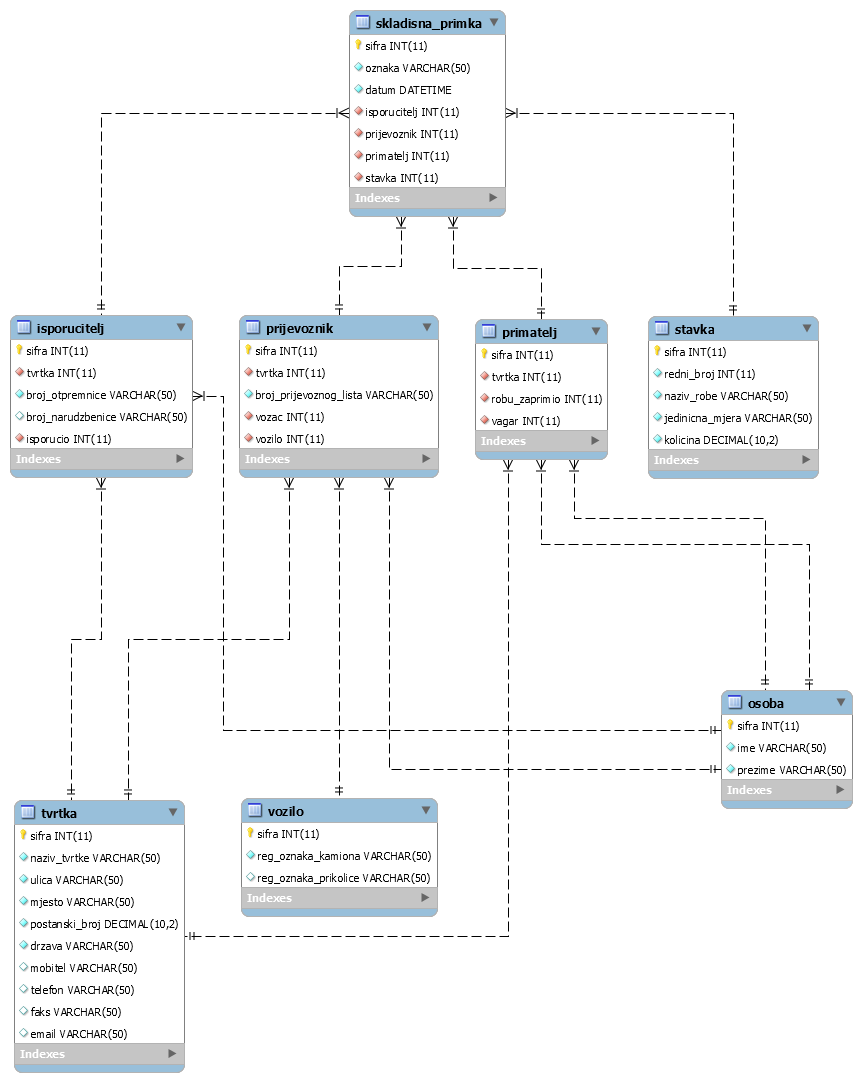 skladisna_primka
sifra INT(11)
oznaka VARCHAR(50)
datum DATETIME
isporucitelj INT(11)
prijevoznik INT(11)
primatelj INT(11)
stavka INT(11)
Indexes
isporucitelj
sifra INT(11)
tvrtka INT(11)
broj_otpremnice VARCHAR(50)
broj_narudzbenice VARCHAR(50)
isporucio INT(11)
Indexes
prijevoznik
sifra INT(11)
tvrtka INT(11)
broj_prijevoznog_lista VARCHAR(50)
vozac INT(11)
vozilo INT(11)
Indexes
primatelj
sifra INT(11)
tvrtka INT(11)
robu_zaprimio INT(11)
vagar INT(11)
Indexes
stavka
sifra INT(11)
redni_broj INT(11)
naziv_robe VARCHAR(50)
jedinicna_mjera VARCHAR(50)
kolicina DECIMAL(10,2)
Indexes
osoba
sifra INT(11)
ime VARCHAR(50)
prezime VARCHAR(50)
Indexes
tvrtka
sifra INT(11)
naziv_tvrtke VARCHAR(50)
ulica VARCHAR(50)
mjesto VARCHAR(50)
postanski_broj DECIMAL(10,2)
drzava VARCHAR(50)
mobitel VARCHAR(50)
telefon VARCHAR(50)
faks VARCHAR(50)
email VARCHAR(50)
Indexes
vozilo
sifra INT(11)
reg_oznaka_kamiona VARCHAR(50)
reg_oznaka_prikolice VARCHAR(50)
Indexes